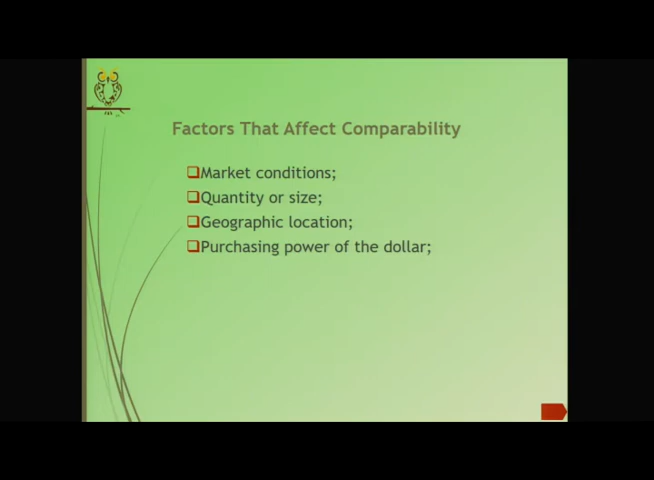 Factors That Affect Comparability
Market conditions;
Quantity or size;
Geographic location;
Purchasing power of the dollar;